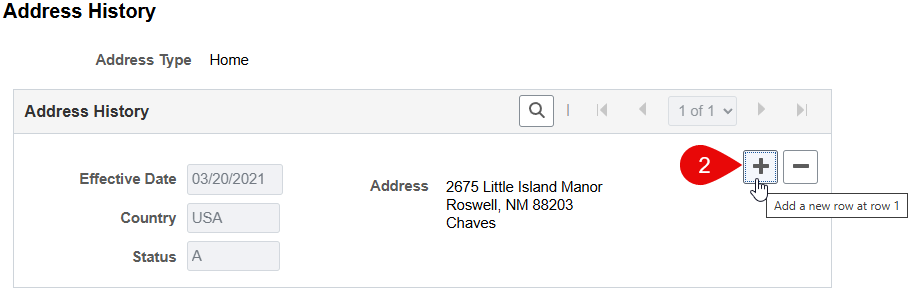 Address History
Address Type Home
Address History
1 of 1
2
Effective Date 03/20/2021
Address 2675 Little Island Manor
Roswell, NM 88203
Chaves
Add a new row at row 1
Country USA
Status A